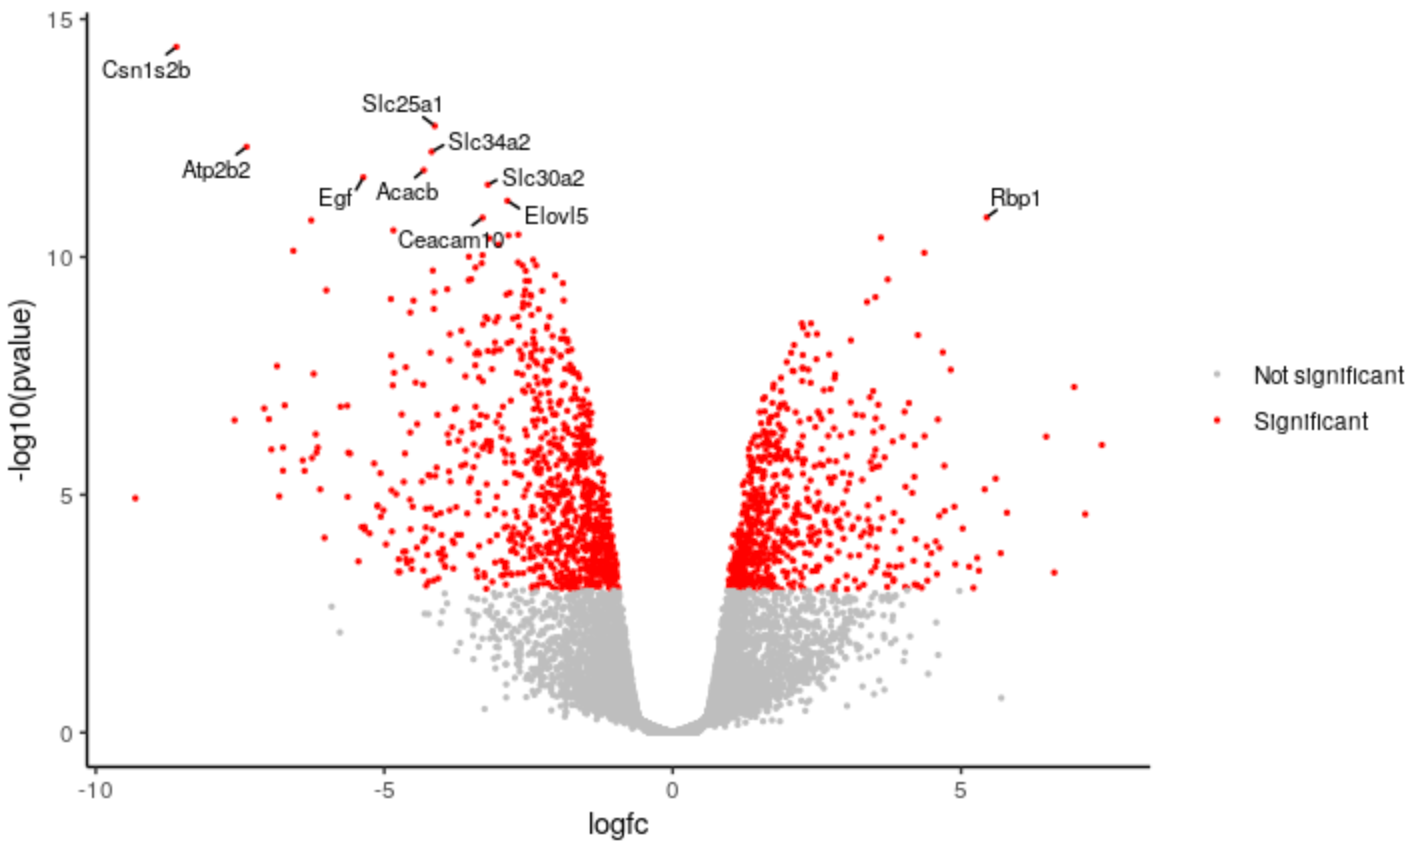 15
Csn1s2b
Slc25a1
Slc34a2
Atp2b2
Egf
Acacb
Slc30a2
Elovl5
Rbp1
Ceacam10
10
5
0
-log10(pvalue)
-10
-5
0
5
logfc
Not significant
Significant